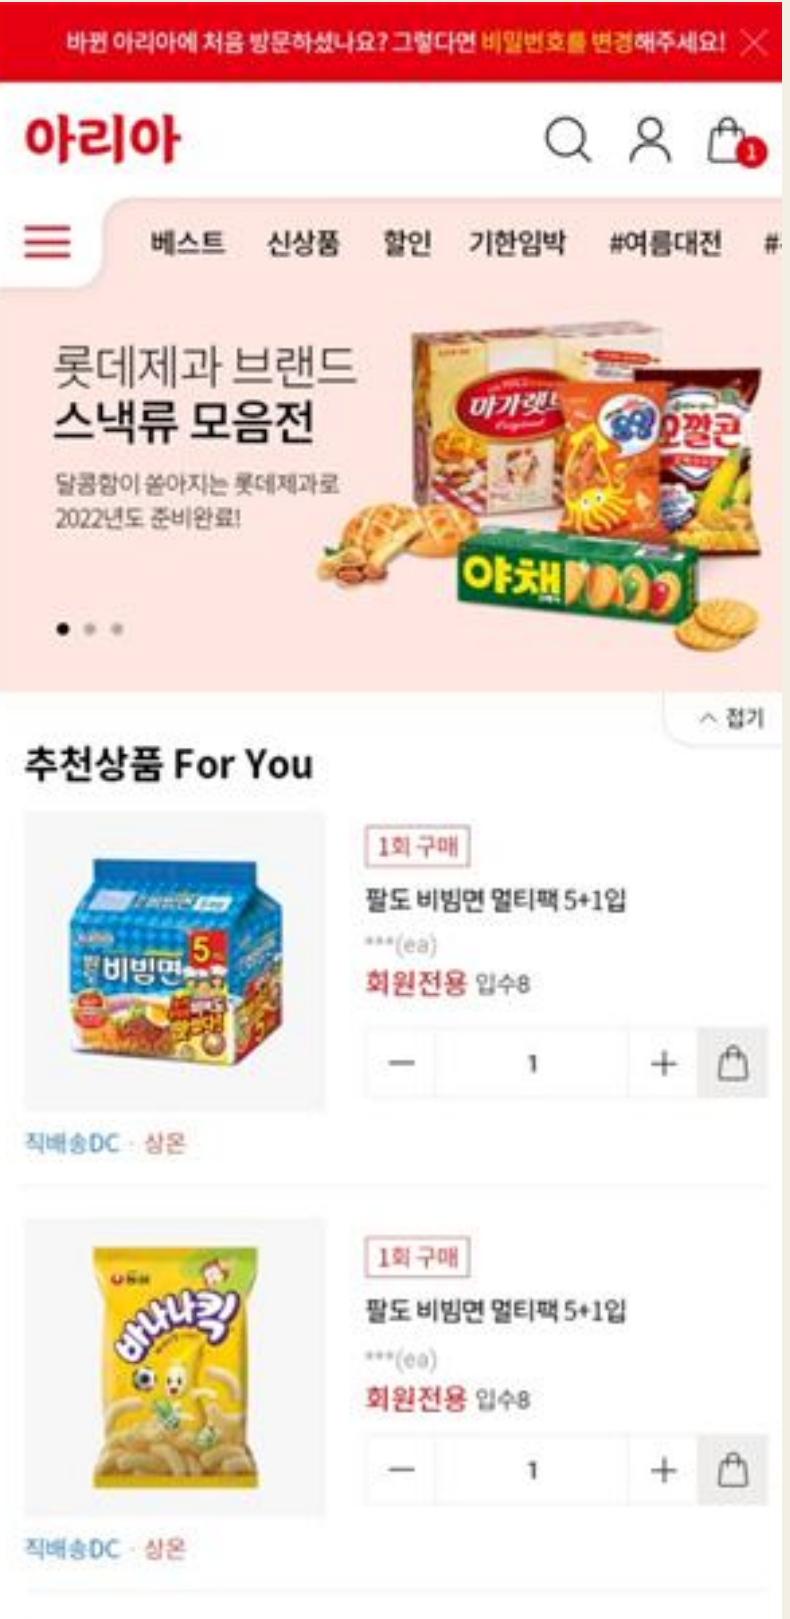 바뀐 아리아에 처음 방문하셨나요? 그렇다면 비밀번호를 변경해주세요!
아리아
1
베스트 신상품 할인 기한임박 #여름대전 #
롯데제과 브랜드
스낵류 모음전
달콤함이 쏟아지는 롯데제과로
2022년도 준비완료!
마가렛트
Original
오잉
꼬깔콘
야채
접기
추천상품 For You
1회 구매
팔도 비빔면 멀티팩 5+1입
***(ea)
회원전용 입수8
1
비빔면
5
직배송DC · 상온
1회 구매
팔도 비빔면 멀티팩 5+1입
***(ea)
회원전용 입수8
1
농심
바나나킥
직배송DC · 상온